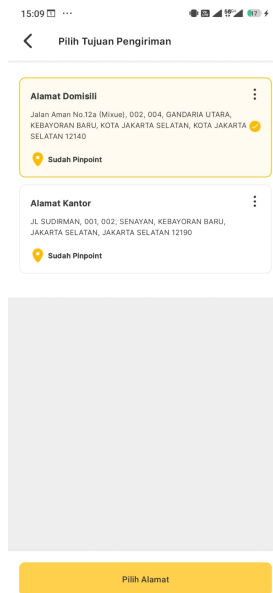 15:09
Pilih Tujuan Pengiriman
Alamat Domisili
Jalan Aman No.12a (Mixue), 002, 004, GANDARIA UTARA,
KEBAYORAN BARU, KOTA JAKARTA SELATAN, KOTA JAKARTA
SELATAN 12140
Sudah Pinpoint
Alamat Kantor
JL SUDIRMAN, 001, 002, SENAYAN, KEBAYORAN BARU,
JAKARTA SELATAN, JAKARTA SELATAN 12190
Sudah Pinpoint
Pilih Alamat